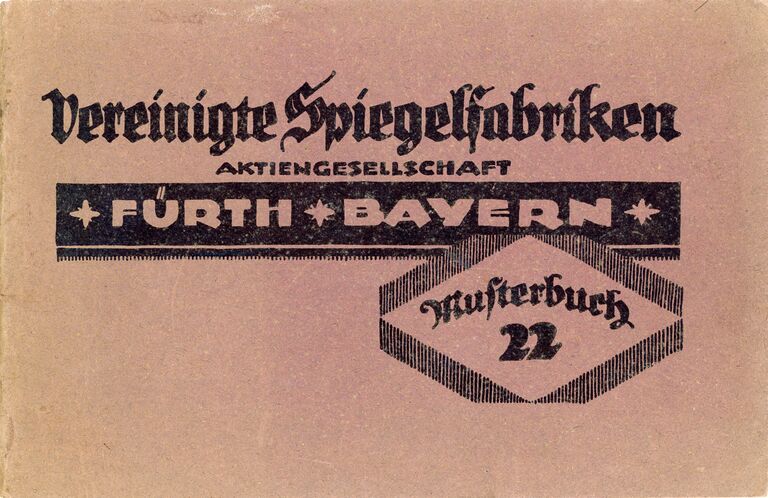 Vereinigte Spiegelfabriken
AKTIENGESELLSCHAFT
FÜRTH * BAYERN *
Muſterbuch
22